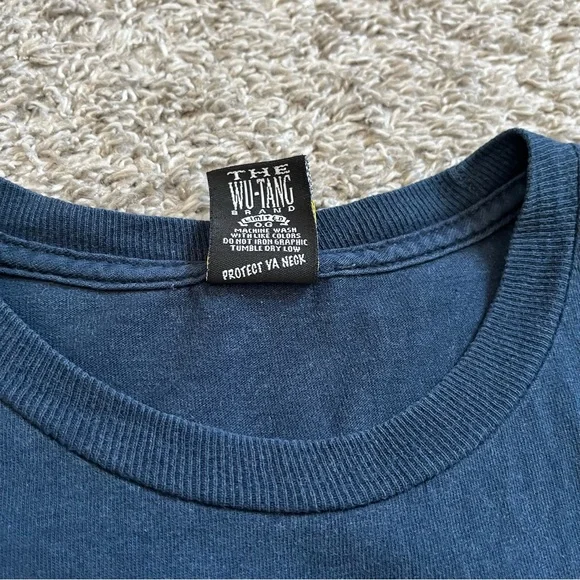 THE
WU-TANG
BRAND
LIMITED
O.G
MACHINE WASH
WITH LIKE COLORS
DO NOT IRON GRAPHIC
TUMBLE DRY LOW
PROTECT YA NECK